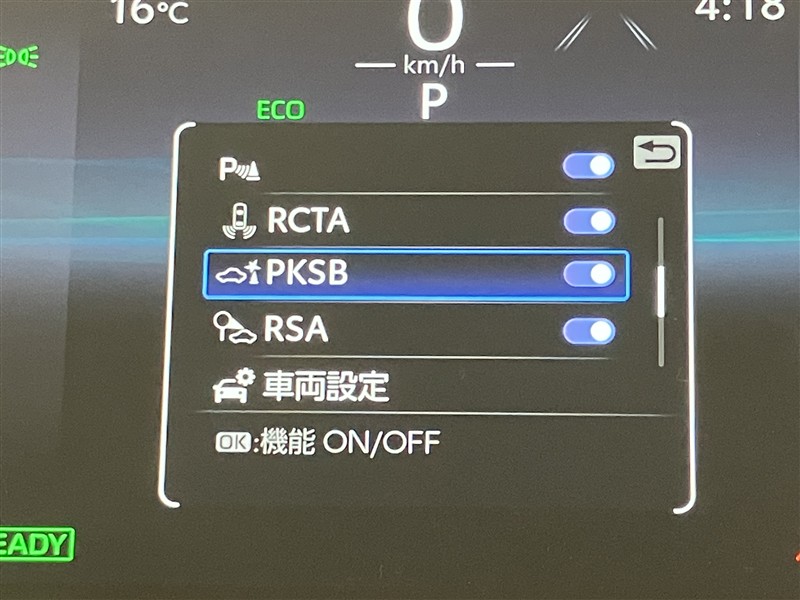 16°C
0
4:18
km/h
P
ECO
P
RCTA
PKSB
RSA
車両設定
OK:機能 ON/OFF
EADY